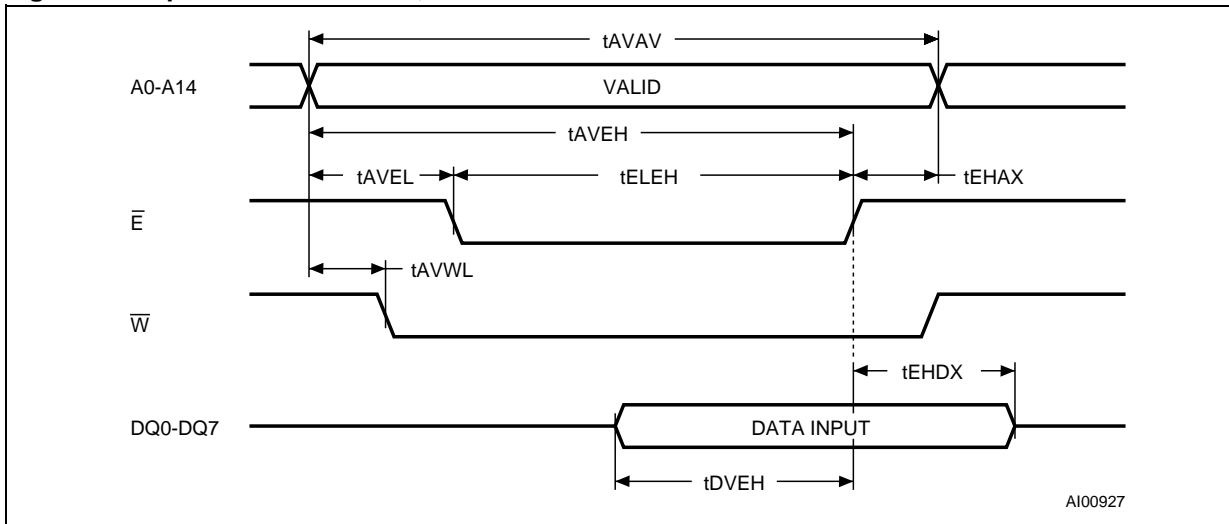 tAVAV
A0-A14
VALID
tAVEH
tAVEL
tELEH
tEHAX
E̅
tAVWL
W̅
tEHDX
DQ0-DQ7
DATA INPUT
tDVEH
AI00927